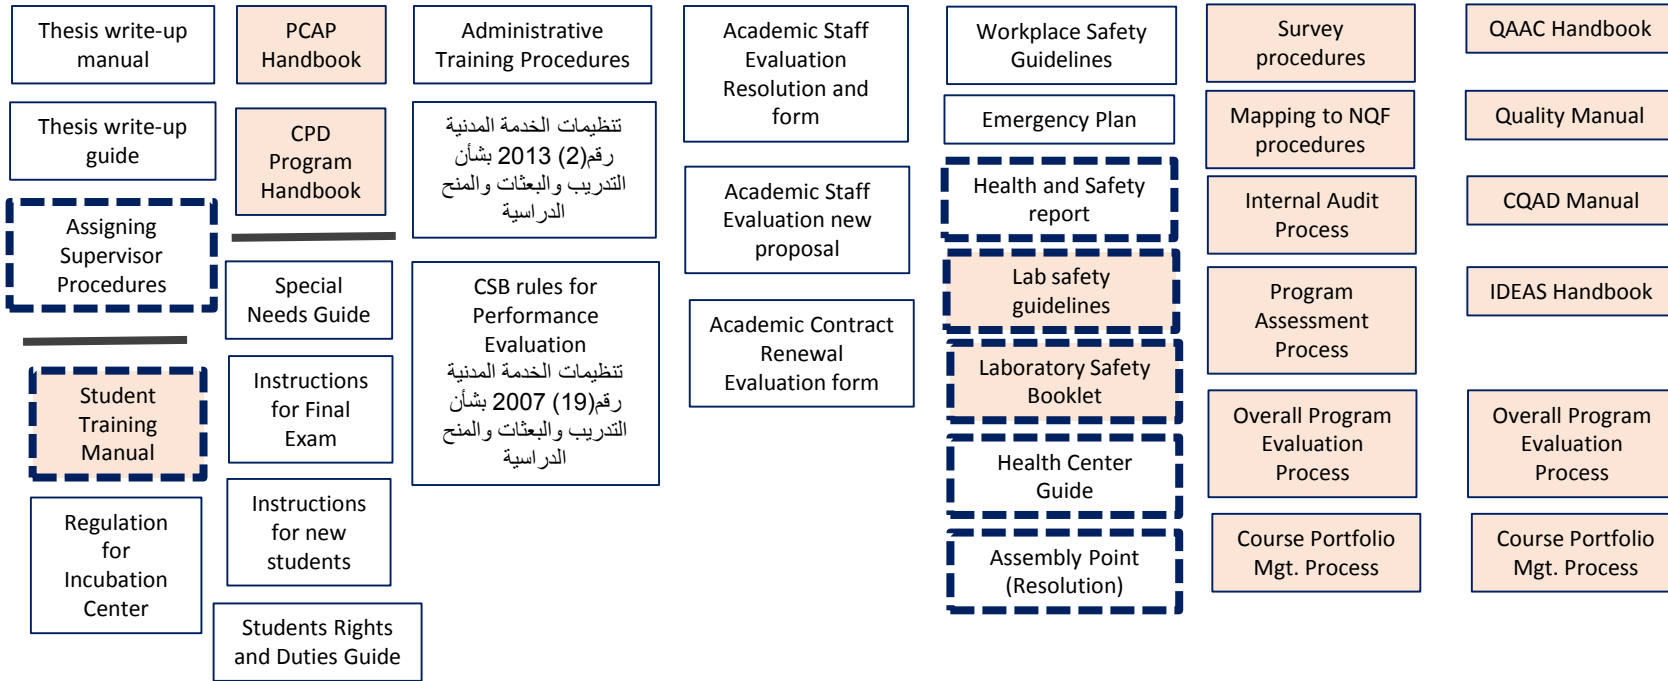 Thesis write-up
manual
Thesis write-up
guide
Assigning
Supervisor
Procedures
Student
Training
Manual
Regulation
for
Incubation
Center
PCAP
Handbook
CPD
Program
Handbook
Special
Needs Guide
Instructions
for Final
Exam
Instructions
for new
students
Students Rights
and Duties Guide
Administrative
Training Procedures
تنظيمات الخدمة المدنية
رقم(2) 2013 بشأن
التدريب والبعثات والمنح
الدراسية
CSB rules for
Performance
Evaluation
تنظيمات الخدمة المدنية
رقم(19) 2007 بشأن
التدريب والبعثات والمنح
الدراسية
Academic Staff
Evaluation
Resolution and
form
Academic Staff
Evaluation new
proposal
Academic Contract
Renewal
Evaluation form
Workplace Safety
Guidelines
Emergency Plan
Health and Safety
report
Lab safety
guidelines
Laboratory Safety
Booklet
Health Center
Guide
Assembly Point
(Resolution)
Survey
procedures
Mapping to NQF
procedures
Internal Audit
Process
Program
Assessment
Process
Overall Program
Evaluation
Process
Course Portfolio
Mgt. Process
QAAC Handbook
Quality Manual
CQAD Manual
IDEAS Handbook
Overall Program
Evaluation
Process
Course Portfolio
Mgt. Process